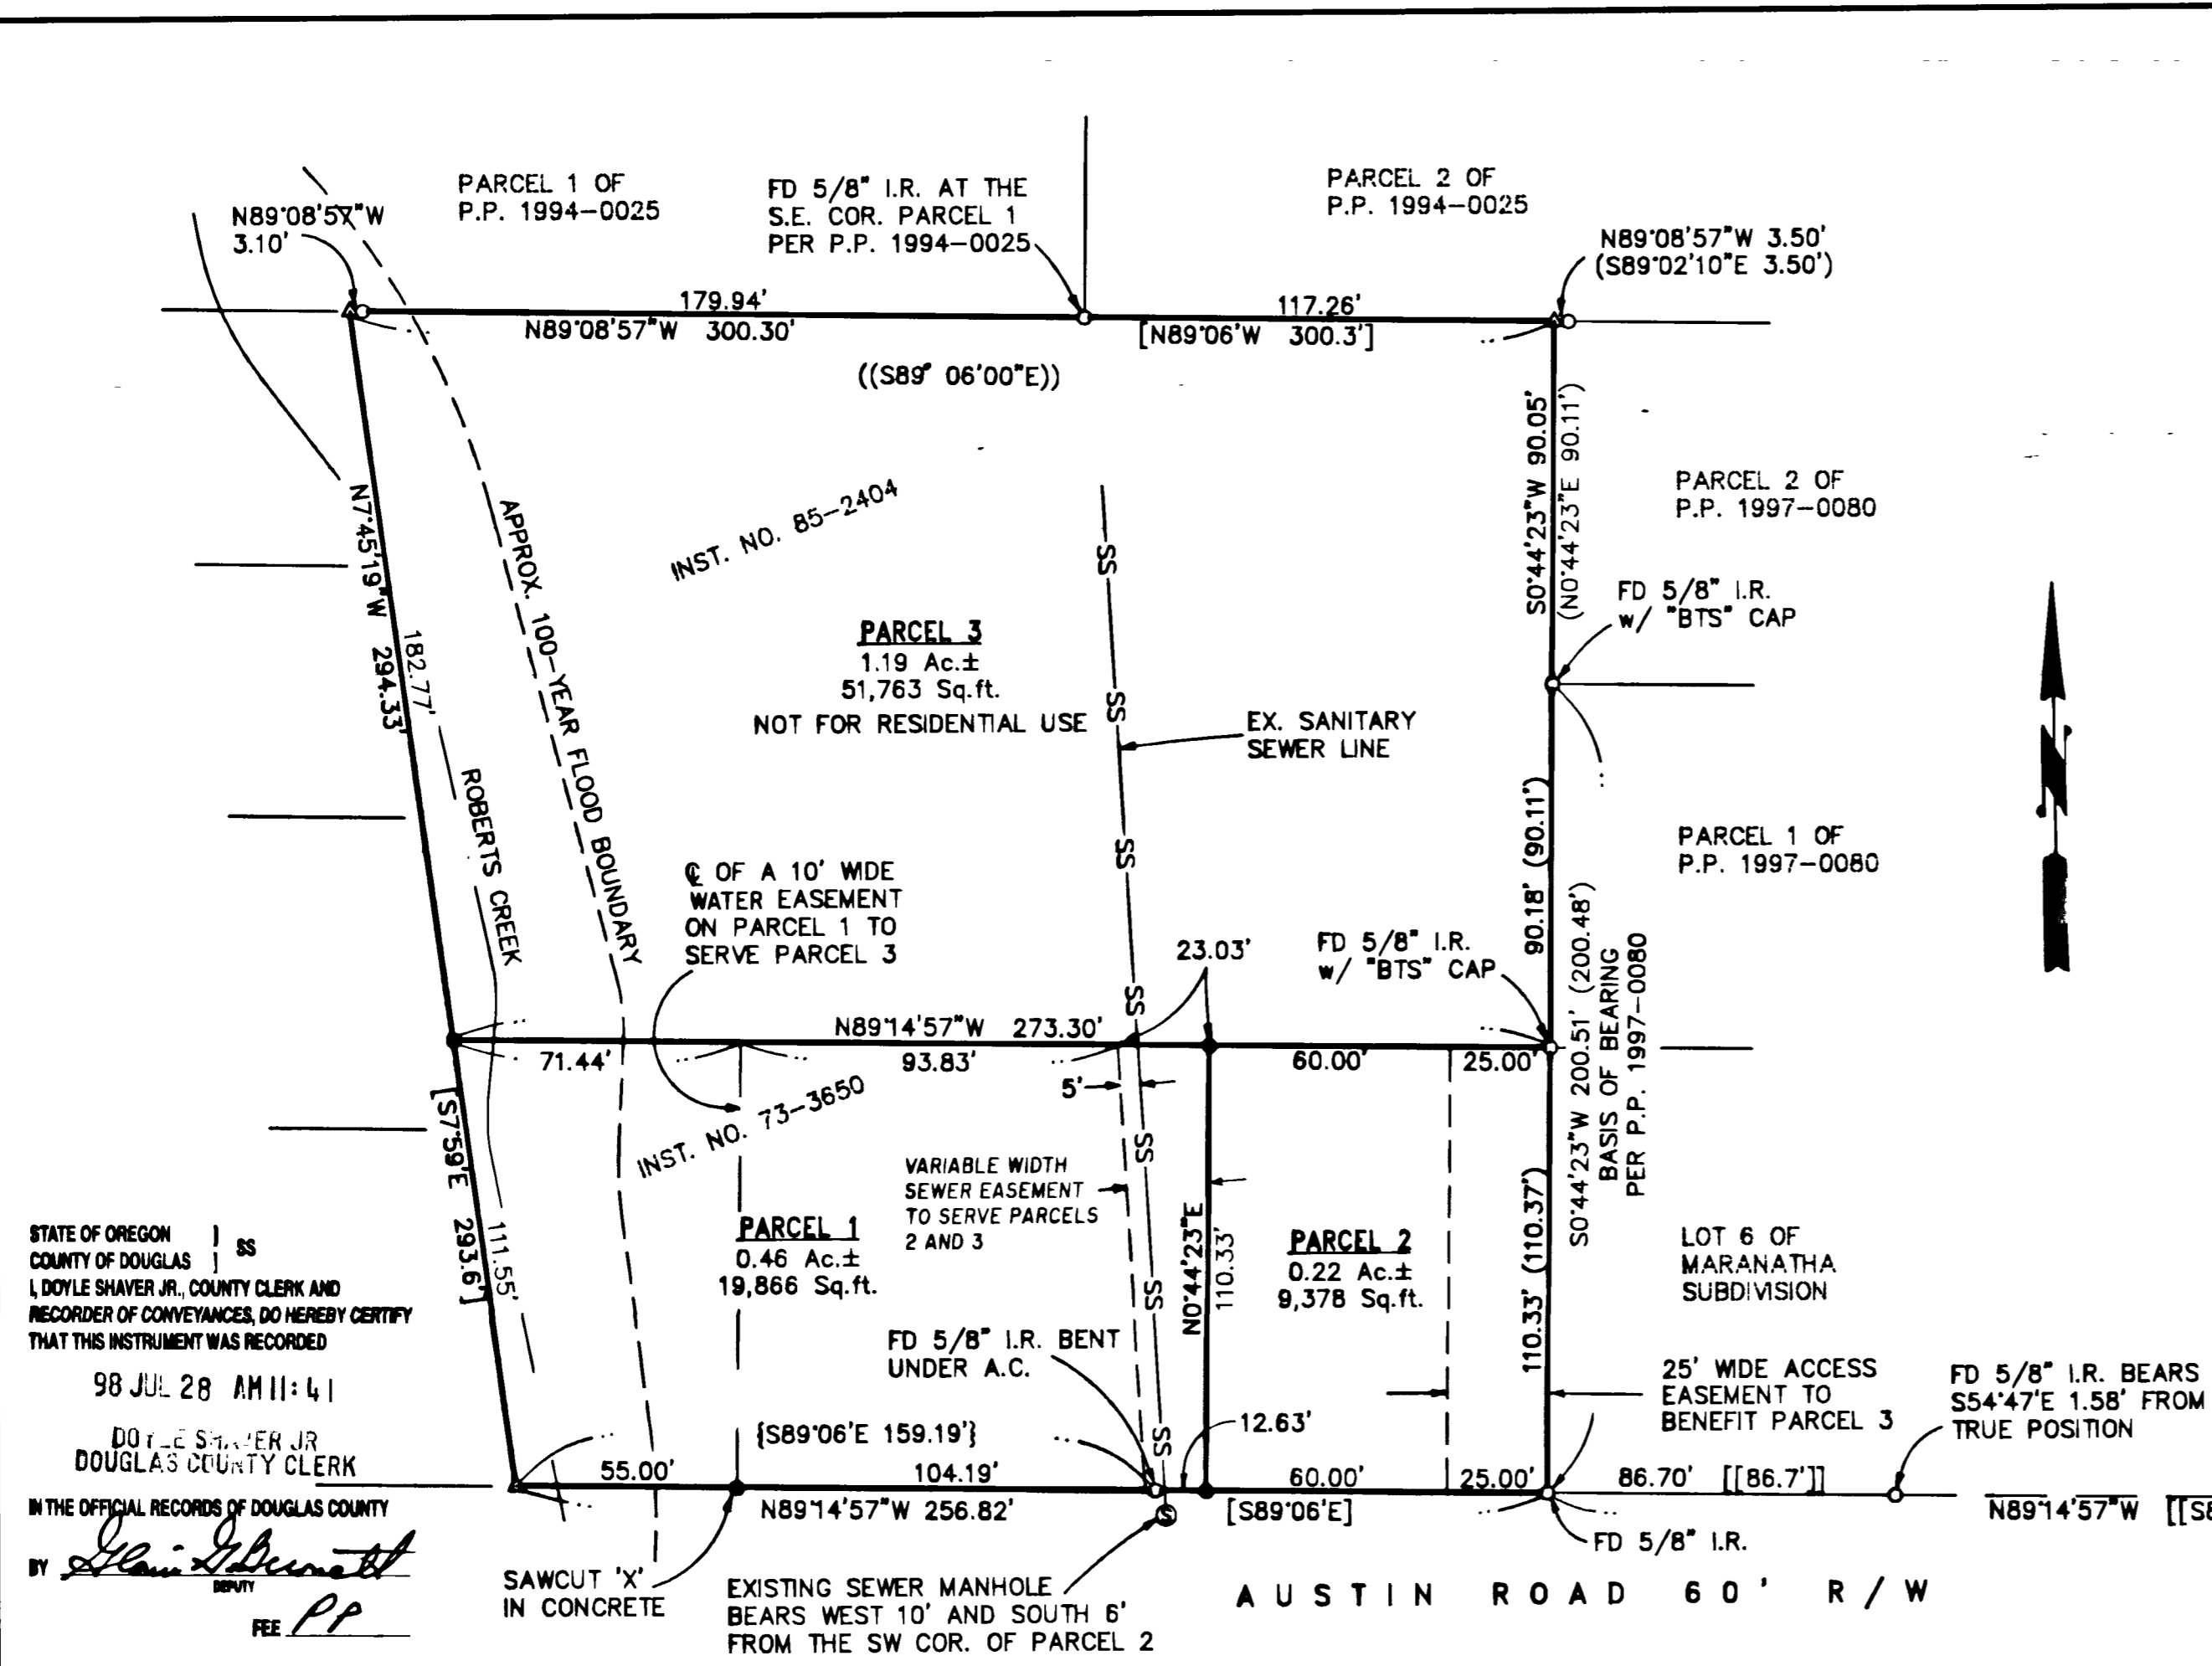 PARCEL 1 OF
P.P. 1994-0025
FD 5/8" I.R. AT THE
S.E. COR. PARCEL 1
PER P.P. 1994-0025
PARCEL 2 OF
P.P. 1994-0025
N89°08'57"W
3.10'
N89°08'57"W 3.50'
(S89°02'10"E 3.50')
179.94'
117.26'
N89°08'57"W 300.30'
[N89°06'W 300.3']
((S89° 06'00"E))
S0°44'23"W 90.05'
(N0°44'23"E 90.11')
PARCEL 2 OF
P.P. 1997-0080
INST. NO. 85-2404
N7°45'19"W 294.33'
182.77'
APPROX. 100-YEAR FLOOD BOUNDARY
ROBERTS CREEK
SS
SS
SS
SS
FD 5/8" I.R.
w/ "BTS" CAP
PARCEL 3
1.19 Ac.±
51,763 Sq.ft.
NOT FOR RESIDENTIAL USE
EX. SANITARY
SEWER LINE
PARCEL 1 OF
P.P. 1997-0080
90.18' (90.11')
℄ OF A 10' WIDE
WATER EASEMENT
ON PARCEL 1 TO
SERVE PARCEL 3
23.03'
FD 5/8" I.R.
w/ "BTS" CAP
S0°44'23"W 200.51' (200.48')
BASIS OF BEARING
PER P.P. 1997-0080
N89°14'57"W 273.30'
71.44'
93.83'
60.00'
25.00'
5'
INST. NO. 73-3650
[S7°59'E 293.6']
111.55'
SS
SS
SS
VARIABLE WIDTH
SEWER EASEMENT
TO SERVE PARCELS
2 AND 3
N0°44'23"E
110.33'
110.33' (110.37')
PARCEL 1
0.46 Ac.±
19,866 Sq.ft.
PARCEL 2
0.22 Ac.±
9,378 Sq.ft.
LOT 6 OF
MARANATHA
SUBDIVISION
FD 5/8" I.R. BENT
UNDER A.C.
25' WIDE ACCESS
EASEMENT TO
BENEFIT PARCEL 3
FD 5/8" I.R. BEARS
S54°47'E 1.58' FROM
TRUE POSITION
{S89°06'E 159.19'}
12.63'
55.00'
104.19'
60.00'
25.00'
86.70' [[86.7']]
N89°14'57"W 256.82'
[S89°06'E]
N89°14'57"W [[S8
FD 5/8" I.R.
S
SAWCUT 'X'
IN CONCRETE
EXISTING SEWER MANHOLE
BEARS WEST 10' AND SOUTH 6'
FROM THE SW COR. OF PARCEL 2
AUSTIN ROAD 60' R/W
N
STATE OF OREGON ) SS
COUNTY OF DOUGLAS )
I, DOYLE SHAVER JR., COUNTY CLERK AND
RECORDER OF CONVEYANCES, DO HEREBY CERTIFY
THAT THIS INSTRUMENT WAS RECORDED
98 JUL 28 AM 11:41
DOYLE SHAVER JR
DOUGLAS COUNTY CLERK
IN THE OFFICIAL RECORDS OF DOUGLAS COUNTY
BY
DEPUTY
FEE PP